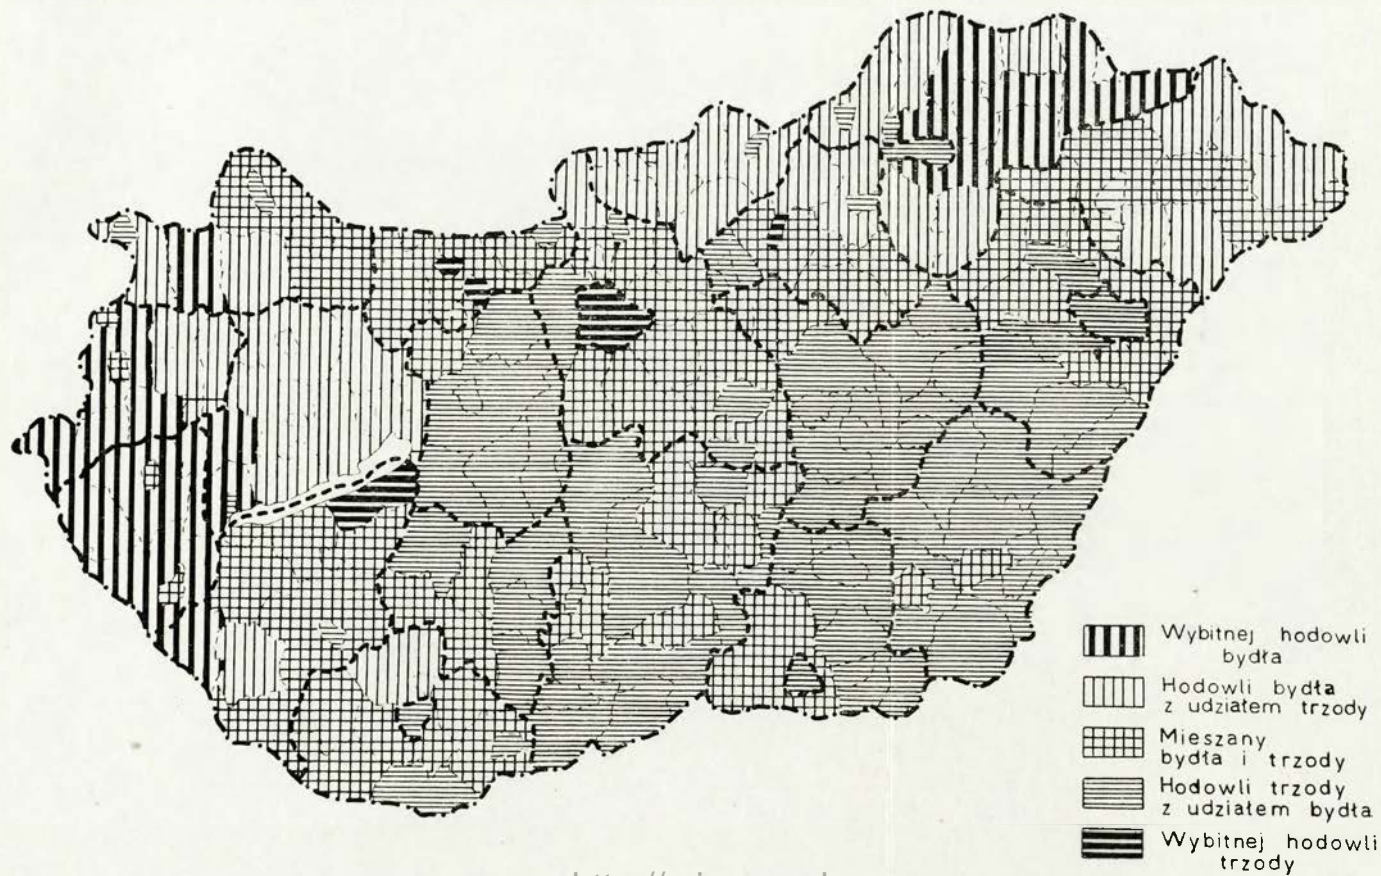 Wybitnej hodowli
bydła
Hodowli bydła
z udziałem trzody
Mieszany
bydła i trzody
Hodowli trzody
z udziałem bydła
Wybitnej hodowli
trzody